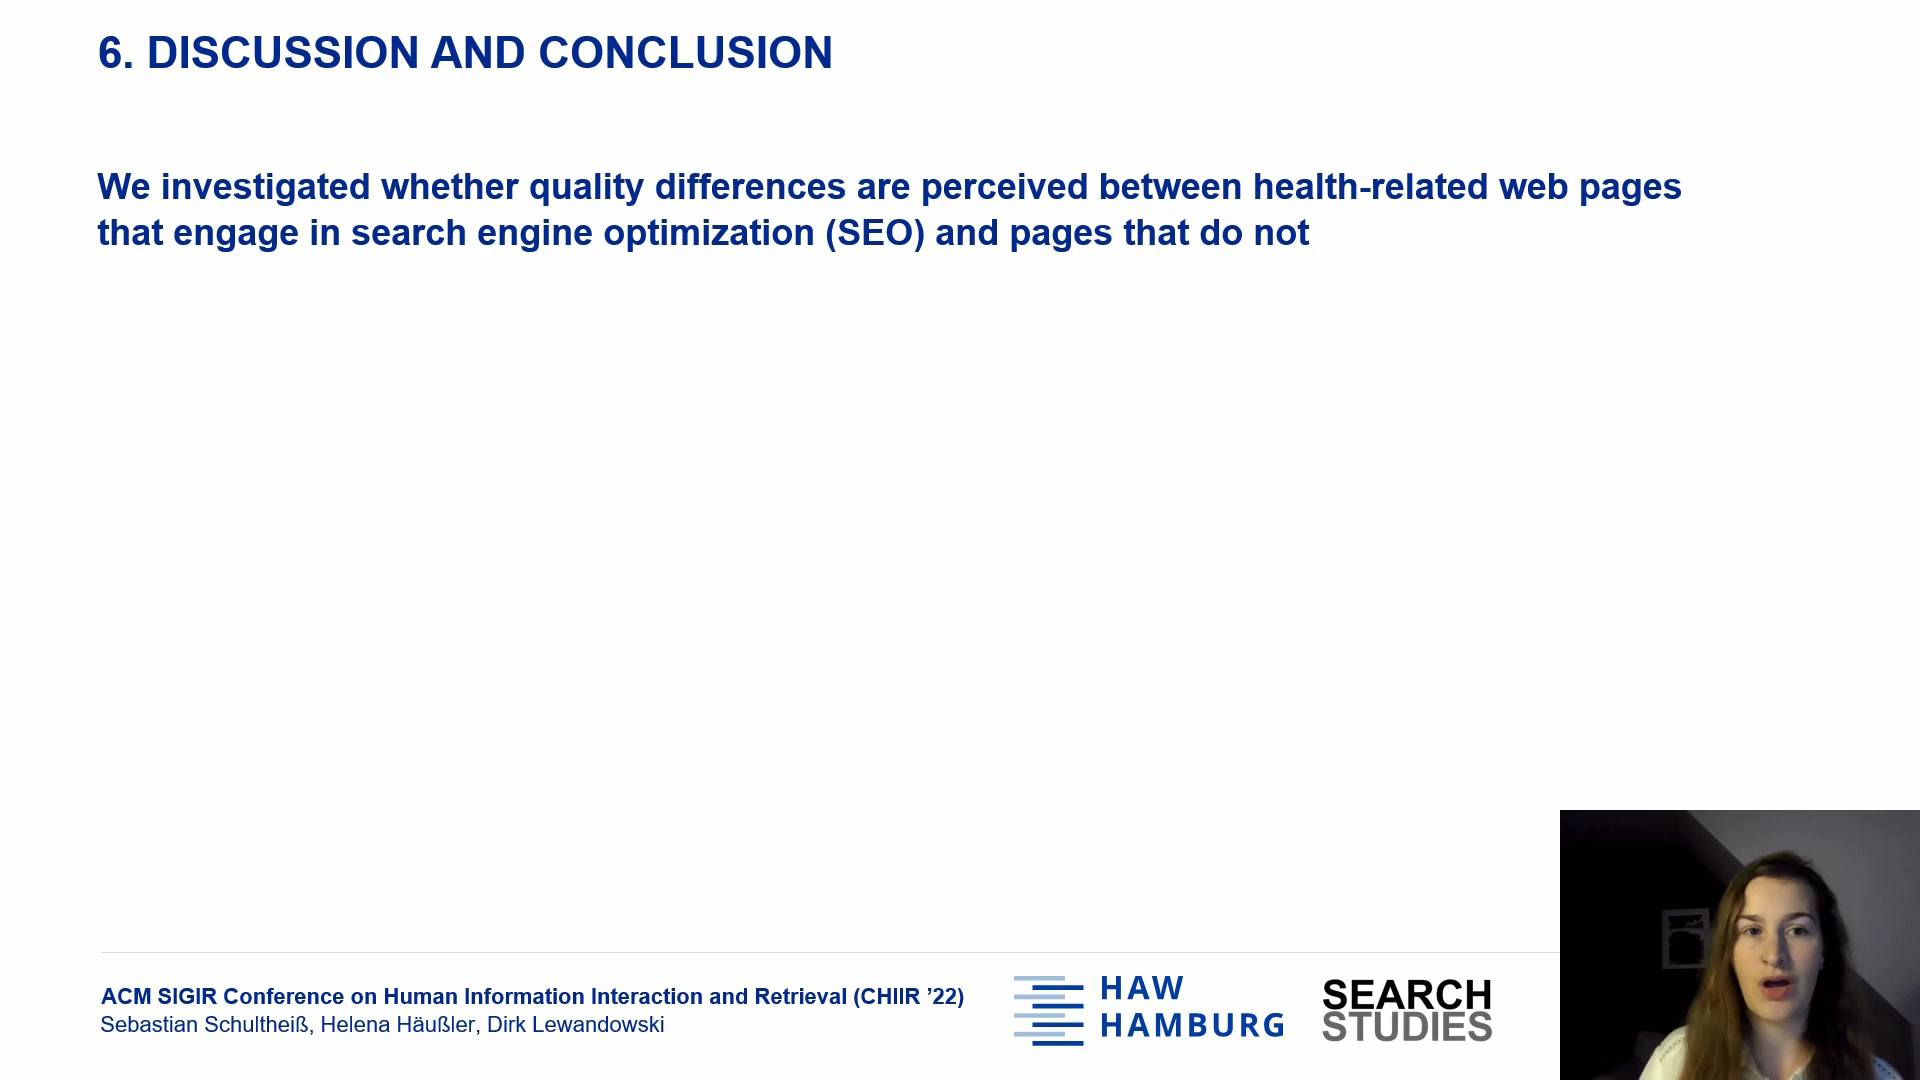 6. DISCUSSION AND CONCLUSION
We investigated whether quality differences are perceived between health-related web pages
that engage in search engine optimization (SEO) and pages that do not
ACM SIGIR Conference on Human Information Interaction and Retrieval (CHIIR ’22)
Sebastian Schultheiß, Helena Häußler, Dirk Lewandowski
HAW
HAMBURG
SEARCH
STUDIES